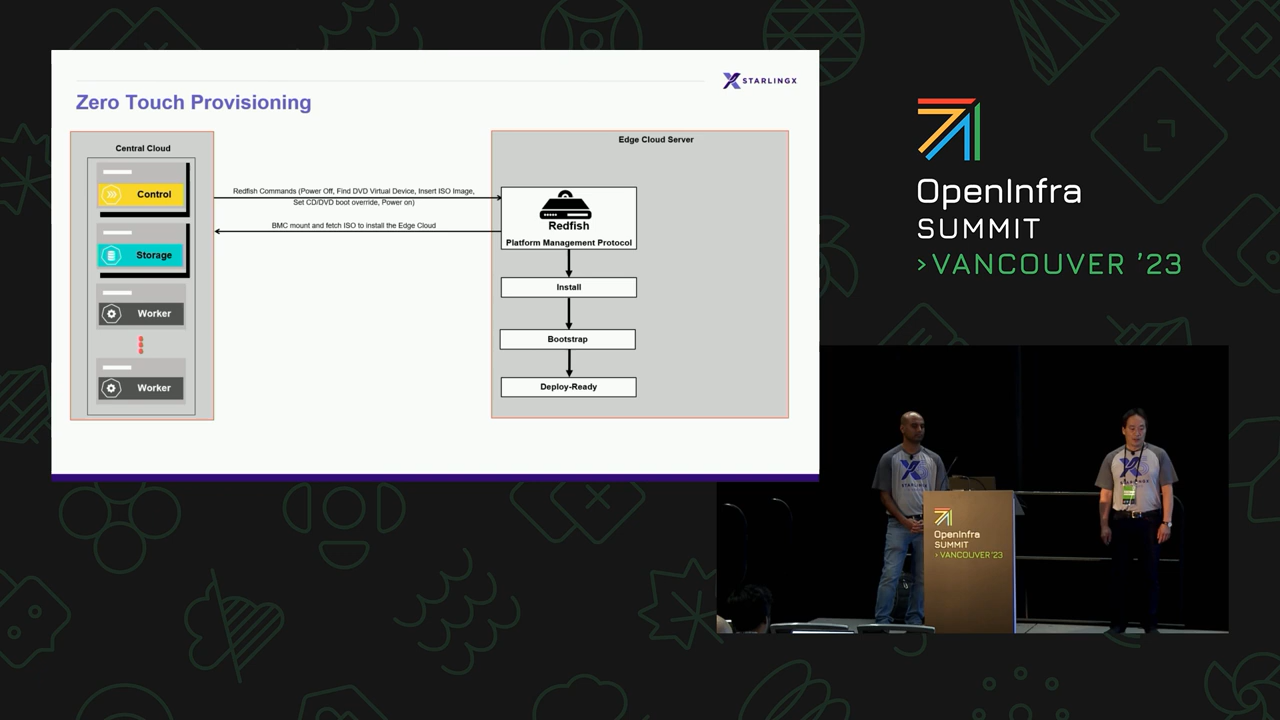 STARLINGX
Zero Touch Provisioning
Central Cloud
Control
Storage
Worker
Worker
Redfish Commands (Power Off, Find DVD Virtual Device, Insert ISO Image,
Set CD/DVD boot override, Power on)
BMC mount and fetch ISO to install the Edge Cloud
Edge Cloud Server
Redfish
Platform Management Protocol
Install
Bootstrap
Deploy-Ready
OpenInfra
SUMMIT
>VANCOUVER '23
STARLINGX
STARLINGX
OpenInfra
SUMMIT
>VANCOUVER '23